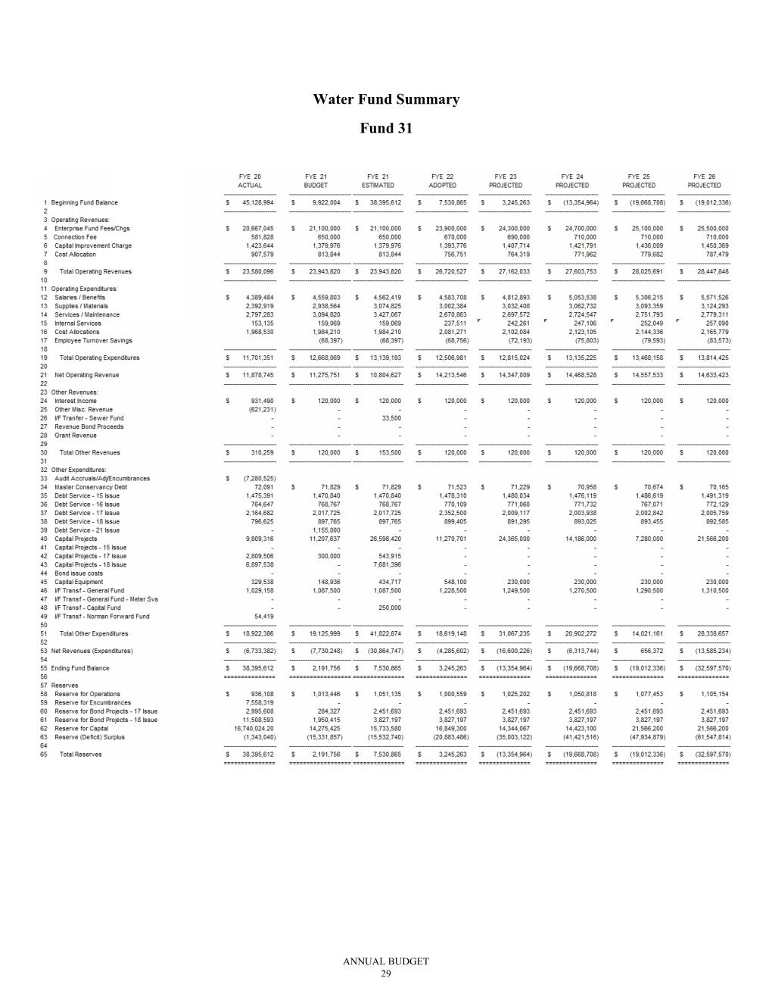 Water Fund Summary
Fund 31
FYE 20 FYE 21 FYE 21 FYE 22 FYE 23 FYE 24 FYE 25 FYE 26
ACTUAL BUDGET ESTIMATED ADOPTED PROJECTED PROJECTED PROJECTED PROJECTED
1 Beginning Fund Balance $ 45,128,994 $ 9,922,004 $ 38,395,612 $ 7,530,865 $ 3,245,263 $ (13,354,964) $ (19,668,708) $ (19,012,336)
2
3 Operating Revenues:
4 Enterprise Fund Fees/Chgs $ 20,667,045 $ 21,100,000 $ 21,100,000 $ 23,900,000 $ 24,300,000 $ 24,700,000 $ 25,100,000 $ 25,500,000
5 Connection Fee 581,828 650,000 650,000 670,000 690,000 710,000 710,000 710,000
6 Capital Improvement Charge 1,423,644 1,379,976 1,379,976 1,393,776 1,407,714 1,421,791 1,436,009 1,450,369
7 Cost Allocation 907,579 813,844 813,844 756,751 764,319 771,962 779,682 787,479
8
9 Total Operating Revenues $ 23,580,096 $ 23,943,820 $ 23,943,820 $ 26,720,527 $ 27,162,033 $ 27,603,753 $ 28,025,691 $ 28,447,848
10
11 Operating Expenditures:
12 Salaries / Benefits $ 4,389,484 $ 4,559,803 $ 4,562,419 $ 4,583,708 $ 4,812,893 $ 5,053,538 $ 5,306,215 $ 5,571,526
13 Supplies / Materials 2,392,919 2,938,564 3,074,825 3,002,384 3,032,408 3,062,732 3,093,359 3,124,293
14 Services / Maintenance 2,797,283 3,094,820 3,427,067 2,670,863 2,697,572 2,724,547 2,751,793 2,779,311
15 Internal Services 153,135 159,069 159,069 237,511 242,261 247,106 252,049 257,090
16 Cost Allocations 1,968,530 1,984,210 1,984,210 2,081,271 2,102,084 2,123,105 2,144,336 2,165,779
17 Employee Turnover Savings (68,397) (68,397) (68,756) (72,193) (75,803) (79,593) (83,573)
18
19 Total Operating Expenditures $ 11,701,351 $ 12,668,069 $ 13,139,193 $ 12,506,981 $ 12,815,024 $ 13,135,225 $ 13,468,158 $ 13,814,425
20
21 Net Operating Revenue $ 11,878,745 $ 11,275,751 $ 10,804,627 $ 14,213,546 $ 14,347,009 $ 14,468,528 $ 14,557,533 $ 14,633,423
22
23 Other Revenues:
24 Interest Income $ 931,490 $ 120,000 $ 120,000 $ 120,000 $ 120,000 $ 120,000 $ 120,000 $ 120,000
25 Other Misc. Revenue (621,231) - - - - - - -
26 I/F Tranfer - Sewer Fund - - 33,500 - - - - -
27 Revenue Bond Proceeds - - - - - - - -
28 Grant Revenue - - - - - - - -
29
30 Total Other Revenues $ 310,259 $ 120,000 $ 153,500 $ 120,000 $ 120,000 $ 120,000 $ 120,000 $ 120,000
31
32 Other Expenditures:
33 Audit Accruals/Adj/Encumbrances $ (7,280,525)
34 Master Conservancy Debt 72,091 $ 71,829 $ 71,829 $ 71,523 $ 71,229 $ 70,958 $ 70,674 $ 70,165
35 Debt Service - 15 Issue 1,475,391 1,470,840 1,470,840 1,478,310 1,480,034 1,476,119 1,486,619 1,491,319
36 Debt Service - 16 Issue 764,647 768,767 768,767 770,109 771,060 771,732 767,071 772,129
37 Debt Service - 17 Issue 2,164,682 2,017,725 2,017,725 2,352,500 2,009,117 2,003,938 2,002,842 2,005,759
38 Debt Service - 18 Issue 796,625 897,765 897,765 899,405 891,295 893,025 893,455 892,585
39 Debt Service - 21 Issue - 1,155,000 - - - - - -
40 Capital Projects 9,809,316 11,207,637 26,598,420 11,270,701 24,365,000 14,186,000 7,280,000 21,566,200
41 Capital Projects - 15 Issue - - - - - - - -
42 Capital Projects - 17 Issue 2,809,506 300,000 543,915 - - - - -
43 Capital Projects - 18 Issue 6,897,538 - 7,681,396 - - - - -
44 Bond issue costs - - - - - - - -
45 Capital Equipment 329,538 148,936 434,717 548,100 230,000 230,000 230,000 230,000
46 I/F Transf - General Fund 1,029,158 1,087,500 1,087,500 1,228,500 1,249,500 1,270,500 1,290,500 1,310,500
47 I/F Transf - General Fund - Meter Svs - - - - - - - -
48 I/F Transf - Capital Fund - - 250,000 - - - - -
49 I/F Transf - Norman Forward Fund 54,419
50
51 Total Other Expenditures $ 18,922,386 $ 19,125,999 $ 41,822,874 $ 18,619,148 $ 31,067,235 $ 20,902,272 $ 14,021,161 $ 28,338,657
52
53 Net Revenues (Expenditures) $ (6,733,382) $ (7,730,248) $ (30,864,747) $ (4,285,602) $ (16,600,226) $ (6,313,744) $ 656,372 $ (13,585,234)
54
55 Ending Fund Balance $ 38,395,612 $ 2,191,756 $ 7,530,865 $ 3,245,263 $ (13,354,964) $ (19,668,708) $ (19,012,336) $ (32,597,570)
56
57 Reserves
58 Reserve for Operations $ 936,108 $ 1,013,446 $ 1,051,135 $ 1,000,559 $ 1,025,202 $ 1,050,818 $ 1,077,453 $ 1,105,154
59 Reserve for Encumbrances 7,558,319 - - - - - - -
60 Reserve for Bond Projects - 17 Issue 2,995,608 284,327 2,451,693 2,451,693 2,451,693 2,451,693 2,451,693 2,451,693
61 Reserve for Bond Projects - 18 Issue 11,508,593 1,950,415 3,827,197 3,827,197 3,827,197 3,827,197 3,827,197 3,827,197
62 Reserve for Capital 16,740,024.20 14,275,425 15,733,580 16,849,300 14,344,067 14,423,100 21,566,200 21,566,200
63 Reserve (Deficit) Surplus (1,343,040) (15,331,857) (15,532,740) (20,883,486) (35,003,122) (41,421,516) (47,934,879) (61,547,814)
64
65 Total Reserves $ 38,395,612 $ 2,191,756 $ 7,530,865 $ 3,245,263 $ (13,354,964) $ (19,668,708) $ (19,012,336) $ (32,597,570)
ANNUAL BUDGET
29